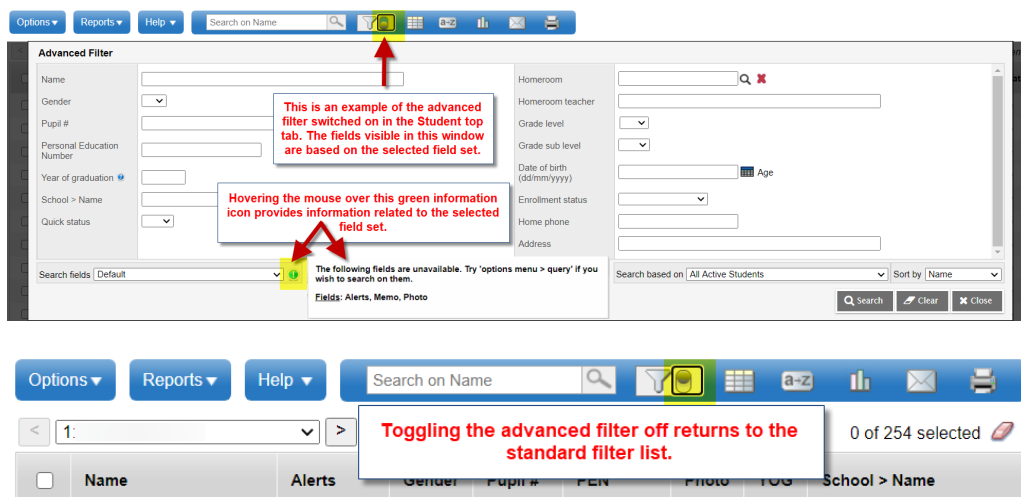 Options Reports Help Search on Name a-z
Advanced Filter
Name
Gender
Pupil #
Personal Education
Number
Year of graduation
School > Name
Quick status
Homeroom
Homeroom teacher
Grade level
Grade sub level
Date of birth
(dd/mm/yyyy)
Age
Enrollment status
Home phone
Address
This is an example of the advanced
filter switched on in the Student top
tab. The fields visible in this window
are based on the selected field set.
Hovering the mouse over this green information
icon provides information related to the selected
field set.
Search fields Default
The following fields are unavailable. Try 'options menu > query' if you
wish to search on them.
Fields: Alerts, Memo, Photo
Search based on All Active Students Sort by Name
Search Clear Close
Options Reports Help Search on Name a-z
< 1: >
Toggling the advanced filter off returns to the
standard filter list.
0 of 254 selected
Name Alerts Gender Pupil # PEN Photo YOG School > Name